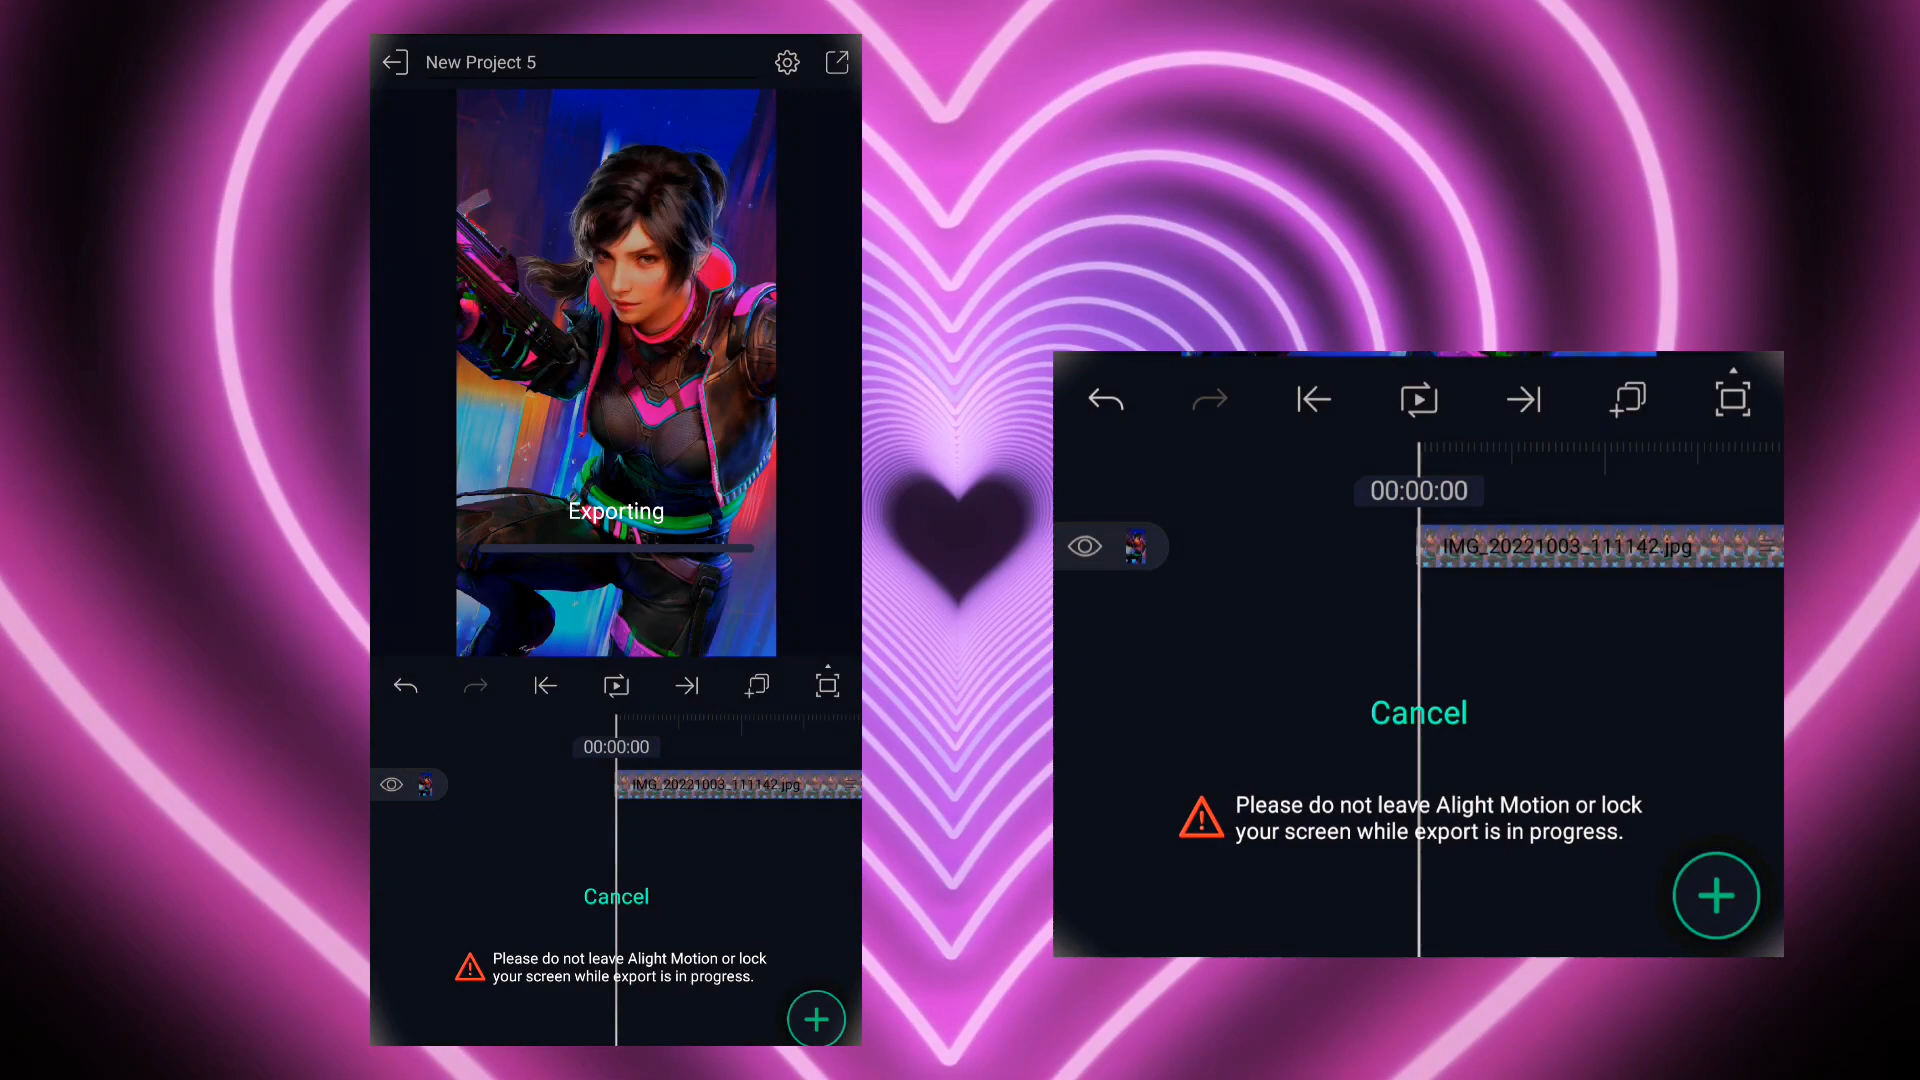 New Project 5
Exporting
00:00:00
IMG_20221003_111142.jpg
Cancel
Please do not leave Alight Motion or lock
your screen while export is in progress.
00:00:00
IMG_20221003_111142.jpg
Cancel
Please do not leave Alight Motion or lock
your screen while export is in progress.